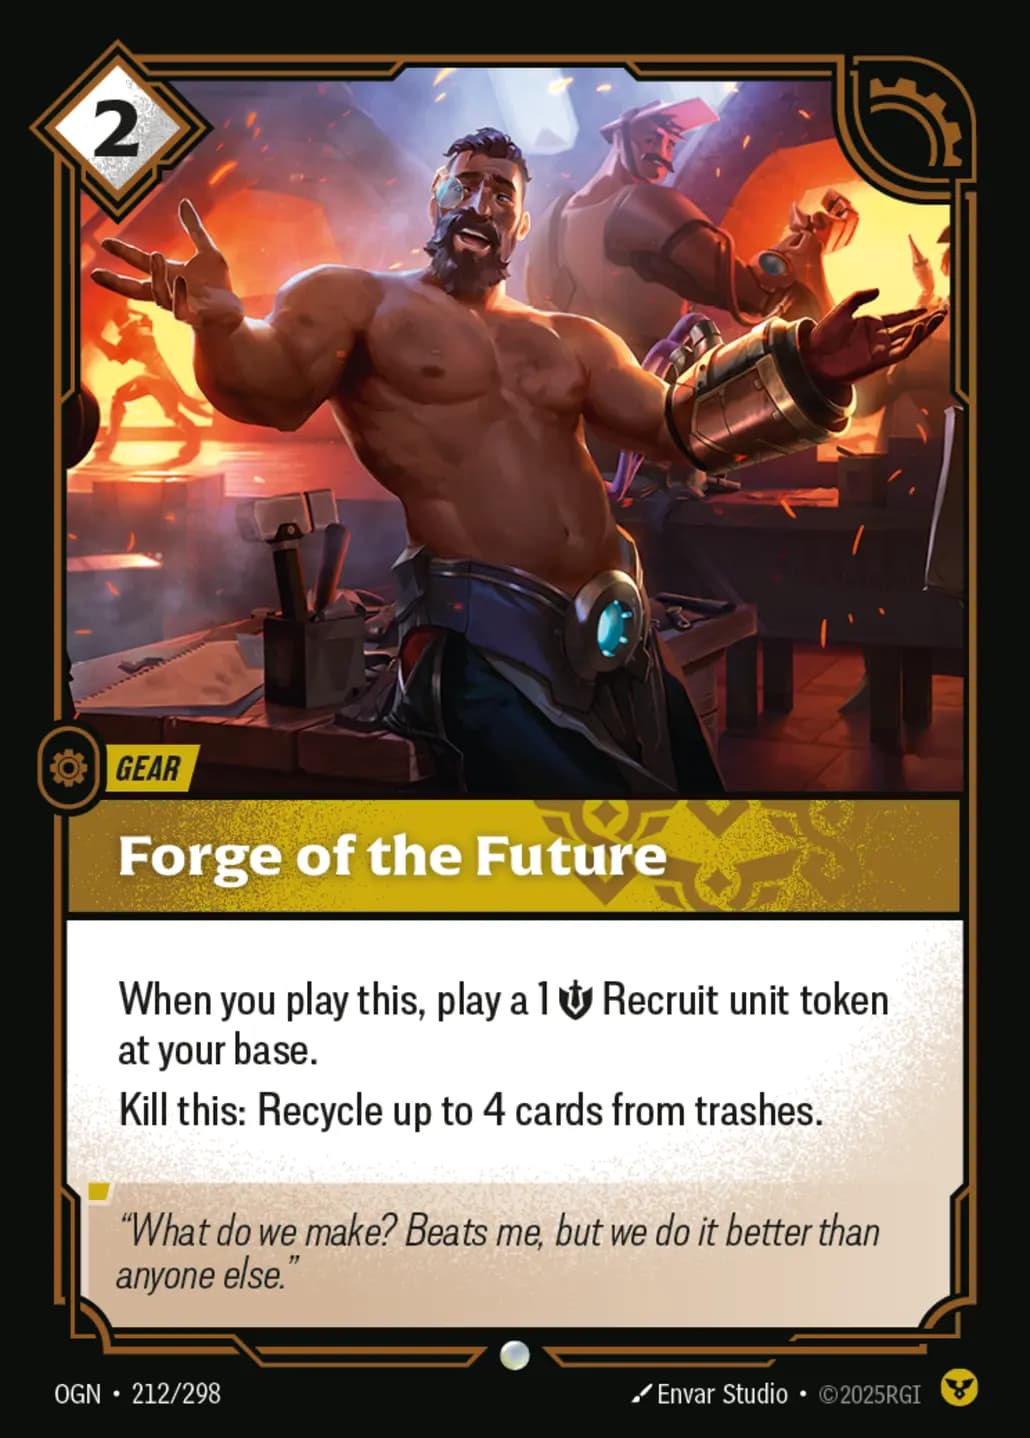 2
GEAR
Forge of the Future
When you play this, play a 1 Recruit unit token
at your base.
Kill this: Recycle up to 4 cards from trashes.
“What do we make? Beats me, but we do it better than
anyone else.”
OGN • 212/298
Envar Studio • ©2025RGI